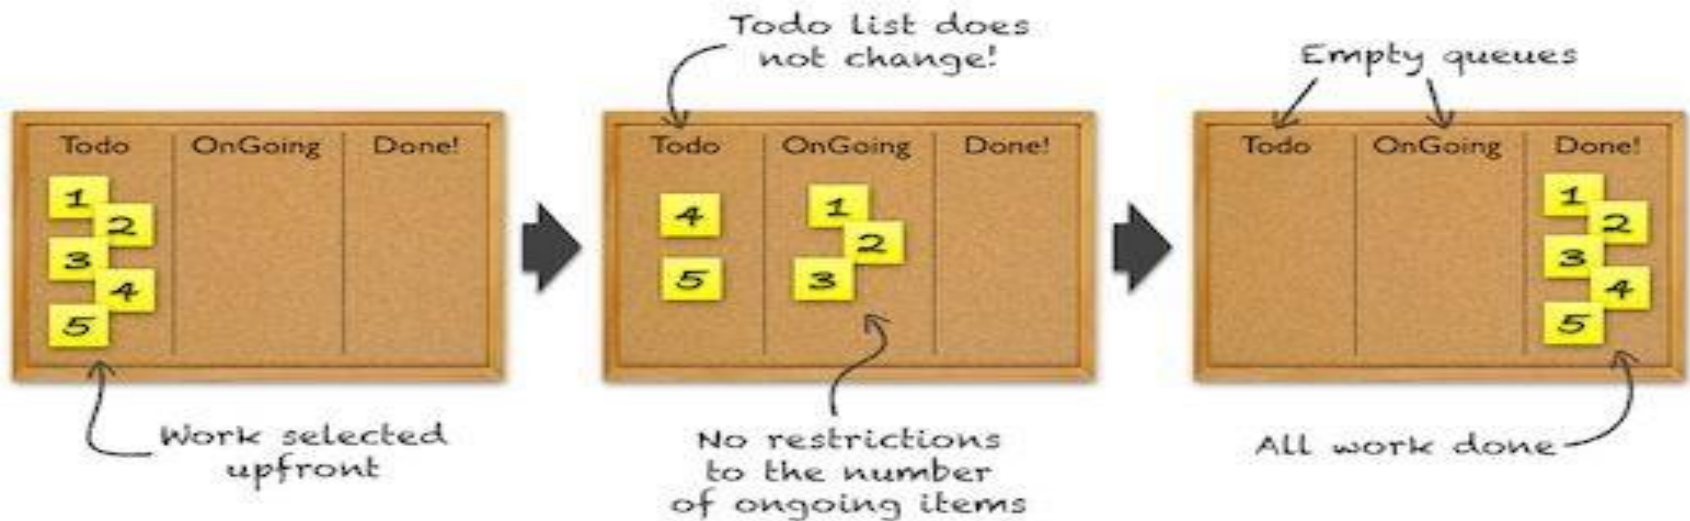 Todo list does
not change!
Empty queues
Todo OnGoing Done!
1
2
3
4
5
Work selected
upfront
Todo OnGoing Done!
4
5
1
2
3
No restrictions
to the number
of ongoing items
Todo OnGoing Done!
1
2
3
4
5
All work done